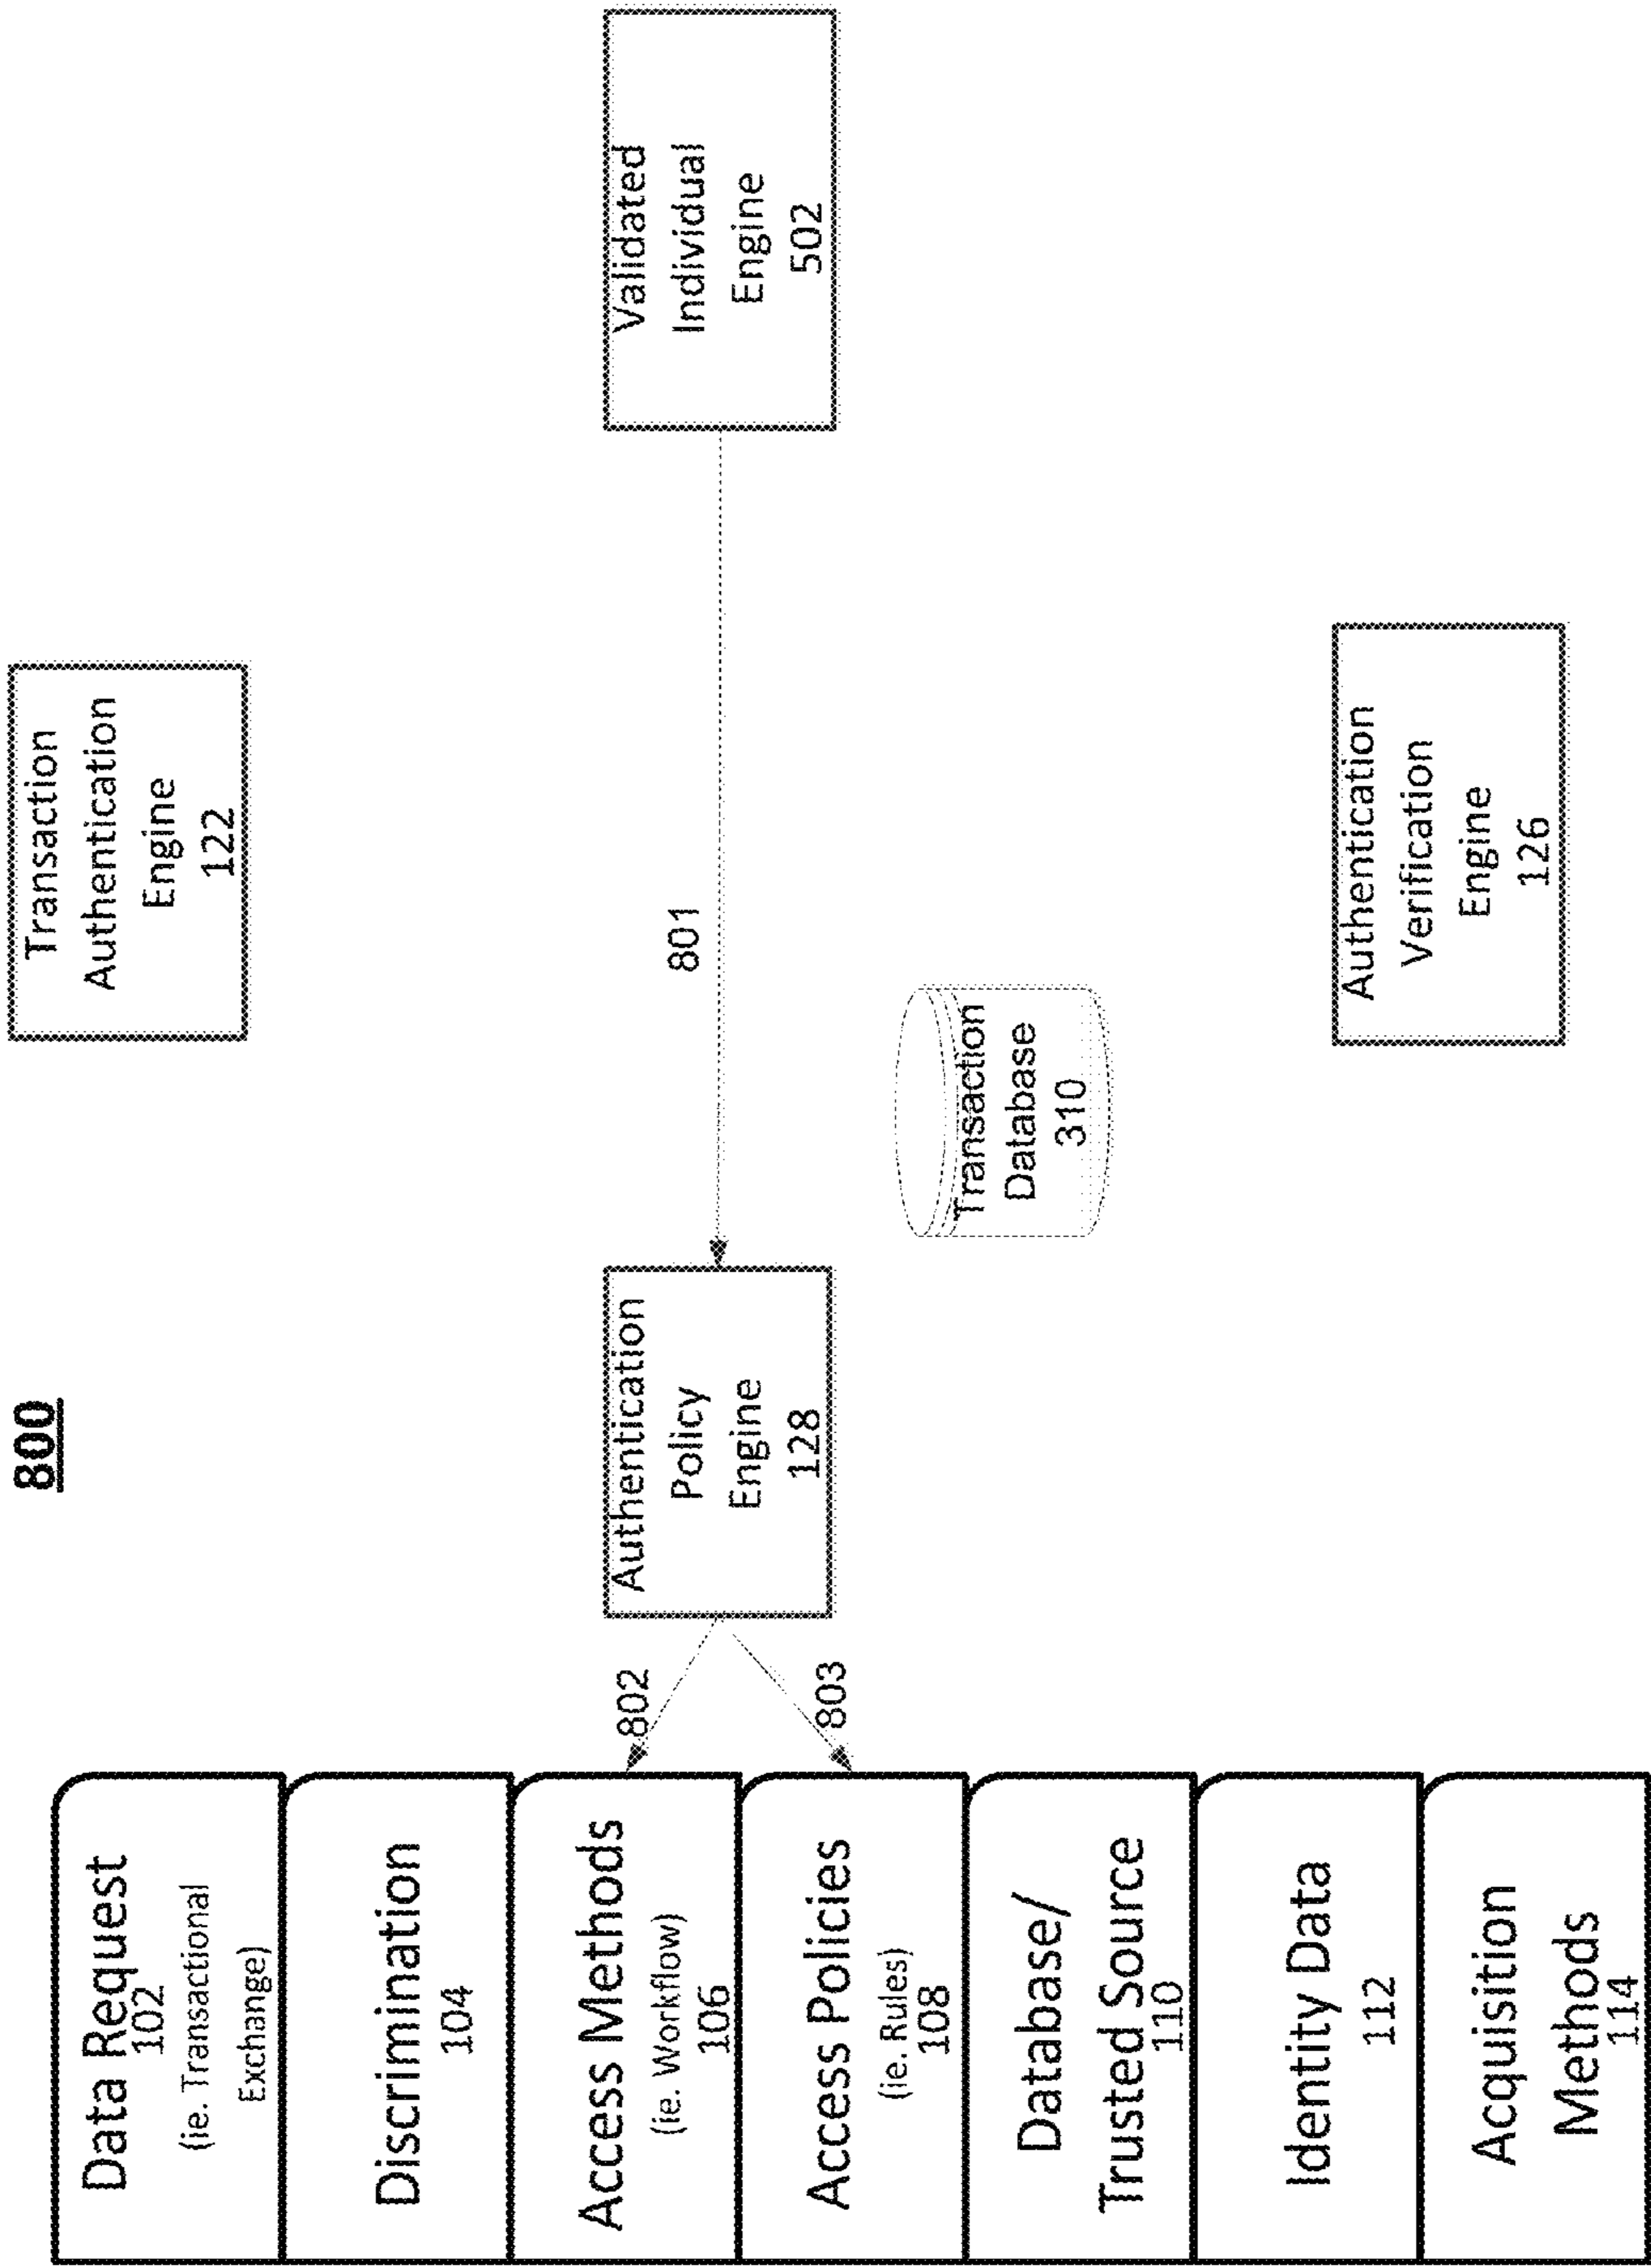 800
Data Request
102
(ie. Transactional
Exchange)
Discrimination
104
Access Methods
(ie. Workflow)
106
Access Policies
(ie. Rules)
108
Database/
Trusted Source
110
Identity Data
112
Acquisition
Methods
114
802
803
Authentication
Policy
Engine
128
801
Transaction
Database
310
Transaction
Authentication
Engine
122
Authentication
Verification
Engine
126
Validated
Individual
Engine
502